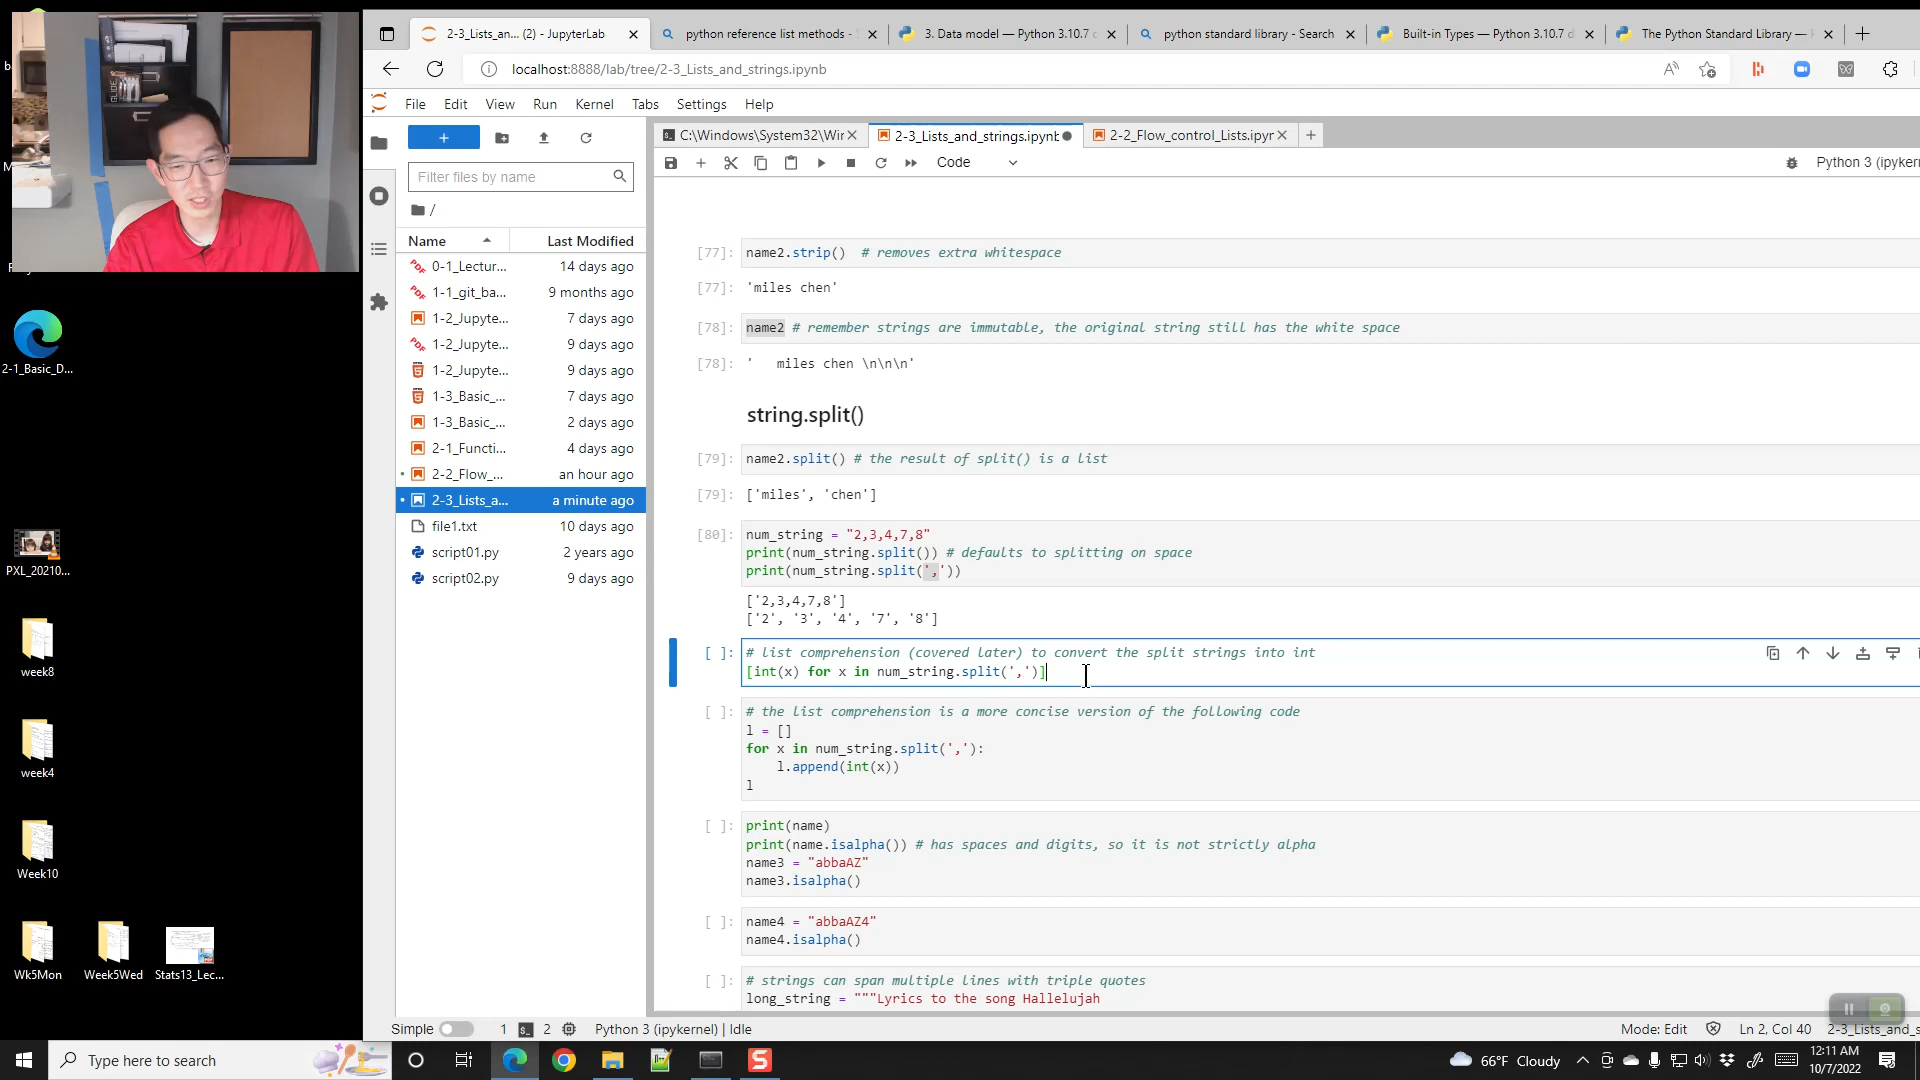 2-3_Lists_an... (2) - JupyterLab
python reference list methods -
3. Data model — Python 3.10.7
python standard library - Search
Built-in Types — Python 3.10.7 d
The Python Standard Library —
localhost:8888/lab/tree/2-3_Lists_and_strings.ipynb
File Edit View Run Kernel Tabs Settings Help
C:\Windows\System32\Wir
2-3_Lists_and_strings.ipynb
2-2_Flow_control_Lists.ipyr
Code
Python 3 (ipykern
Filter files by name
/
Name Last Modified
0-1_Lectur... 14 days ago
1-1_git_ba... 9 months ago
1-2_Jupyte... 7 days ago
1-2_Jupyte... 9 days ago
1-2_Jupyte... 9 days ago
1-3_Basic_... 7 days ago
1-3_Basic_... 2 days ago
2-1_Functi... 4 days ago
2-2_Flow_... an hour ago
2-3_Lists_a... a minute ago
file1.txt 10 days ago
script01.py 2 years ago
script02.py 9 days ago
[77]: name2.strip()  # removes extra whitespace
[77]: 'miles chen'
[78]: name2 # remember strings are immutable, the original string still has the white space
[78]: '   miles chen \n\n\n'
string.split()
[79]: name2.split() # the result of split() is a list
[79]: ['miles', 'chen']
[80]: num_string = "2,3,4,7,8"
print(num_string.split()) # defaults to splitting on space
print(num_string.split(','))
['2,3,4,7,8']
['2', '3', '4', '7', '8']
[ ]: # list comprehension (covered later) to convert the split strings into int
[int(x) for x in num_string.split(',')]
[ ]: # the list comprehension is a more concise version of the following code
l = []
for x in num_string.split(','):
    l.append(int(x))
l
[ ]: print(name)
print(name.isalpha()) # has spaces and digits, so it is not strictly alpha
name3 = "abbaAZ"
name3.isalpha()
[ ]: name4 = "abbaAZ4"
name4.isalpha()
[ ]: # strings can span multiple lines with triple quotes
long_string = """Lyrics to the song Hallelujah
Simple 1 2 Python 3 (ipykernel) | Idle
Mode: Edit Ln 2, Col 40 2-3_Lists_and_s
2-1_Basic_D...
PXL_20210...
week8
week4
Week10
Wk5Mon
Week5Wed
Stats13_Lec...
Type here to search
66°F Cloudy
12:11 AM
10/7/2022